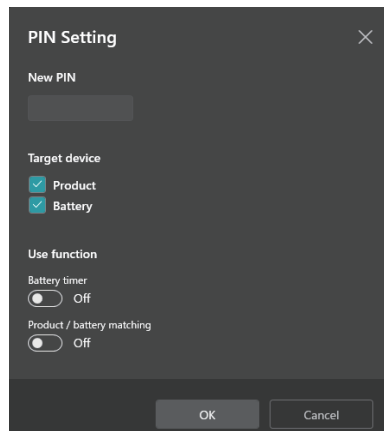 PIN Setting
New PIN
Target device
Product
Battery
Use function
Battery timer
Off
Product / battery matching
Off
OK Cancel